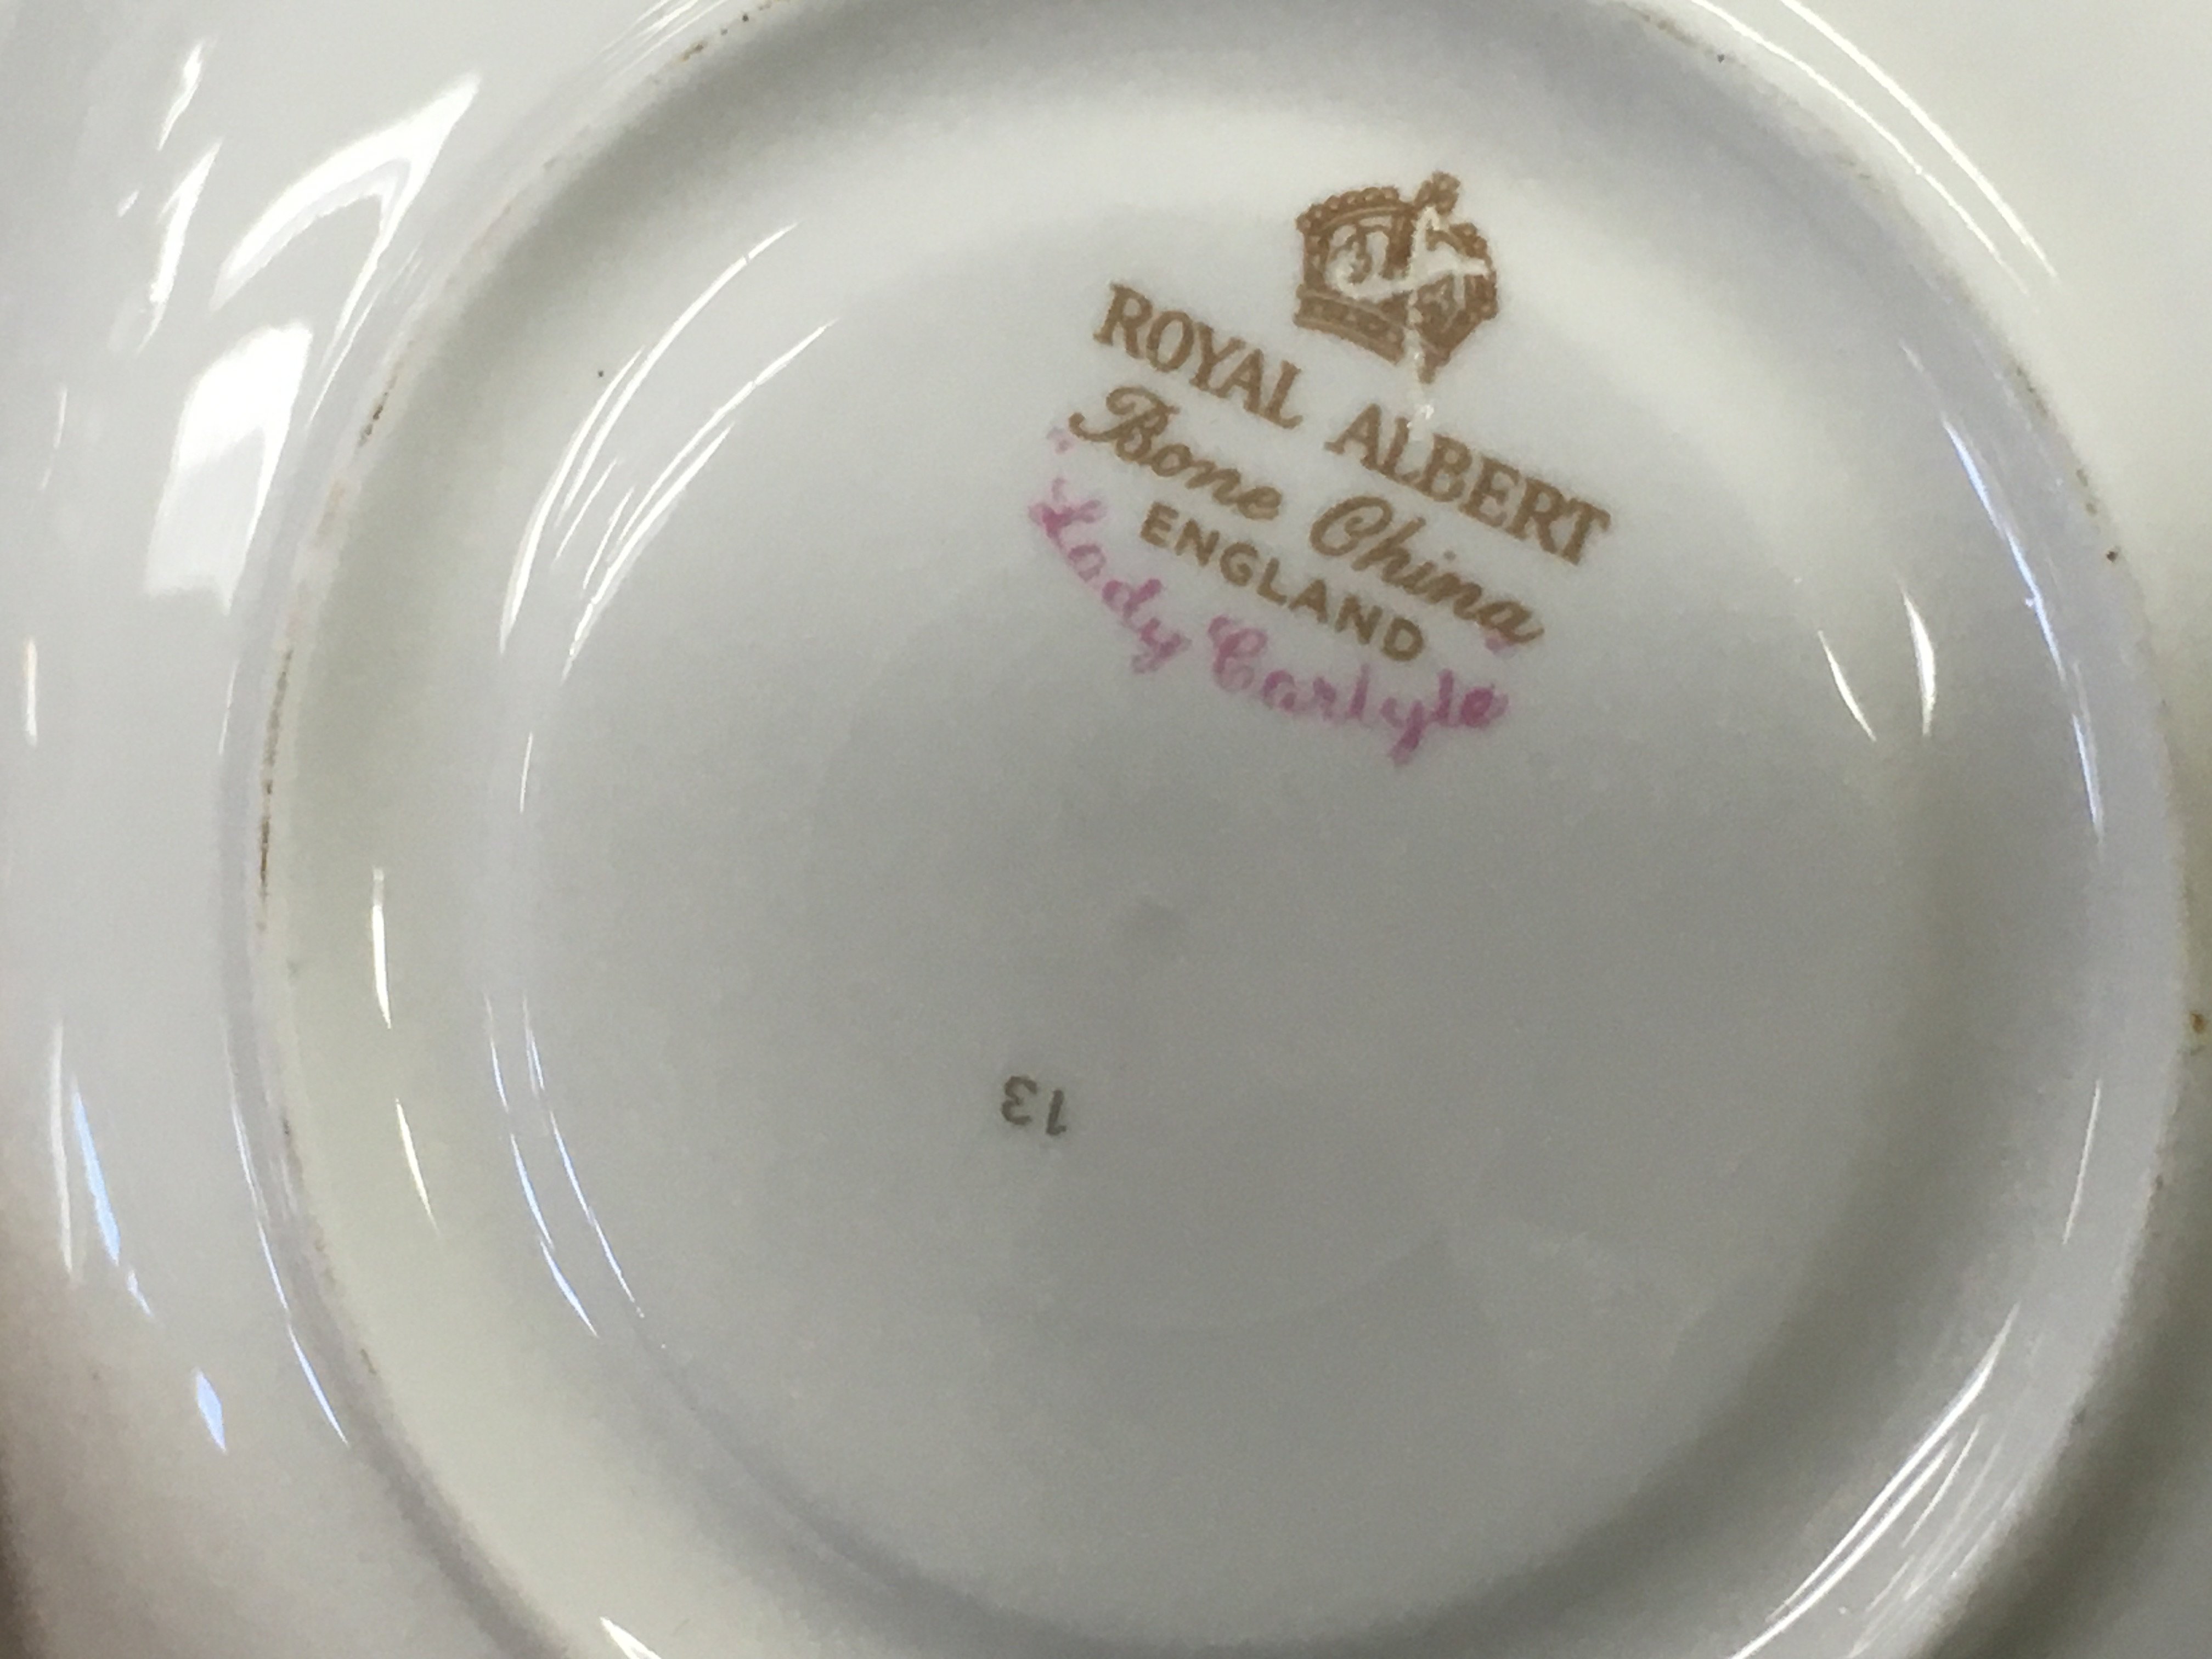 ROYAL ALBERT
Bone China
ENGLAND
Lady Carlyle
13